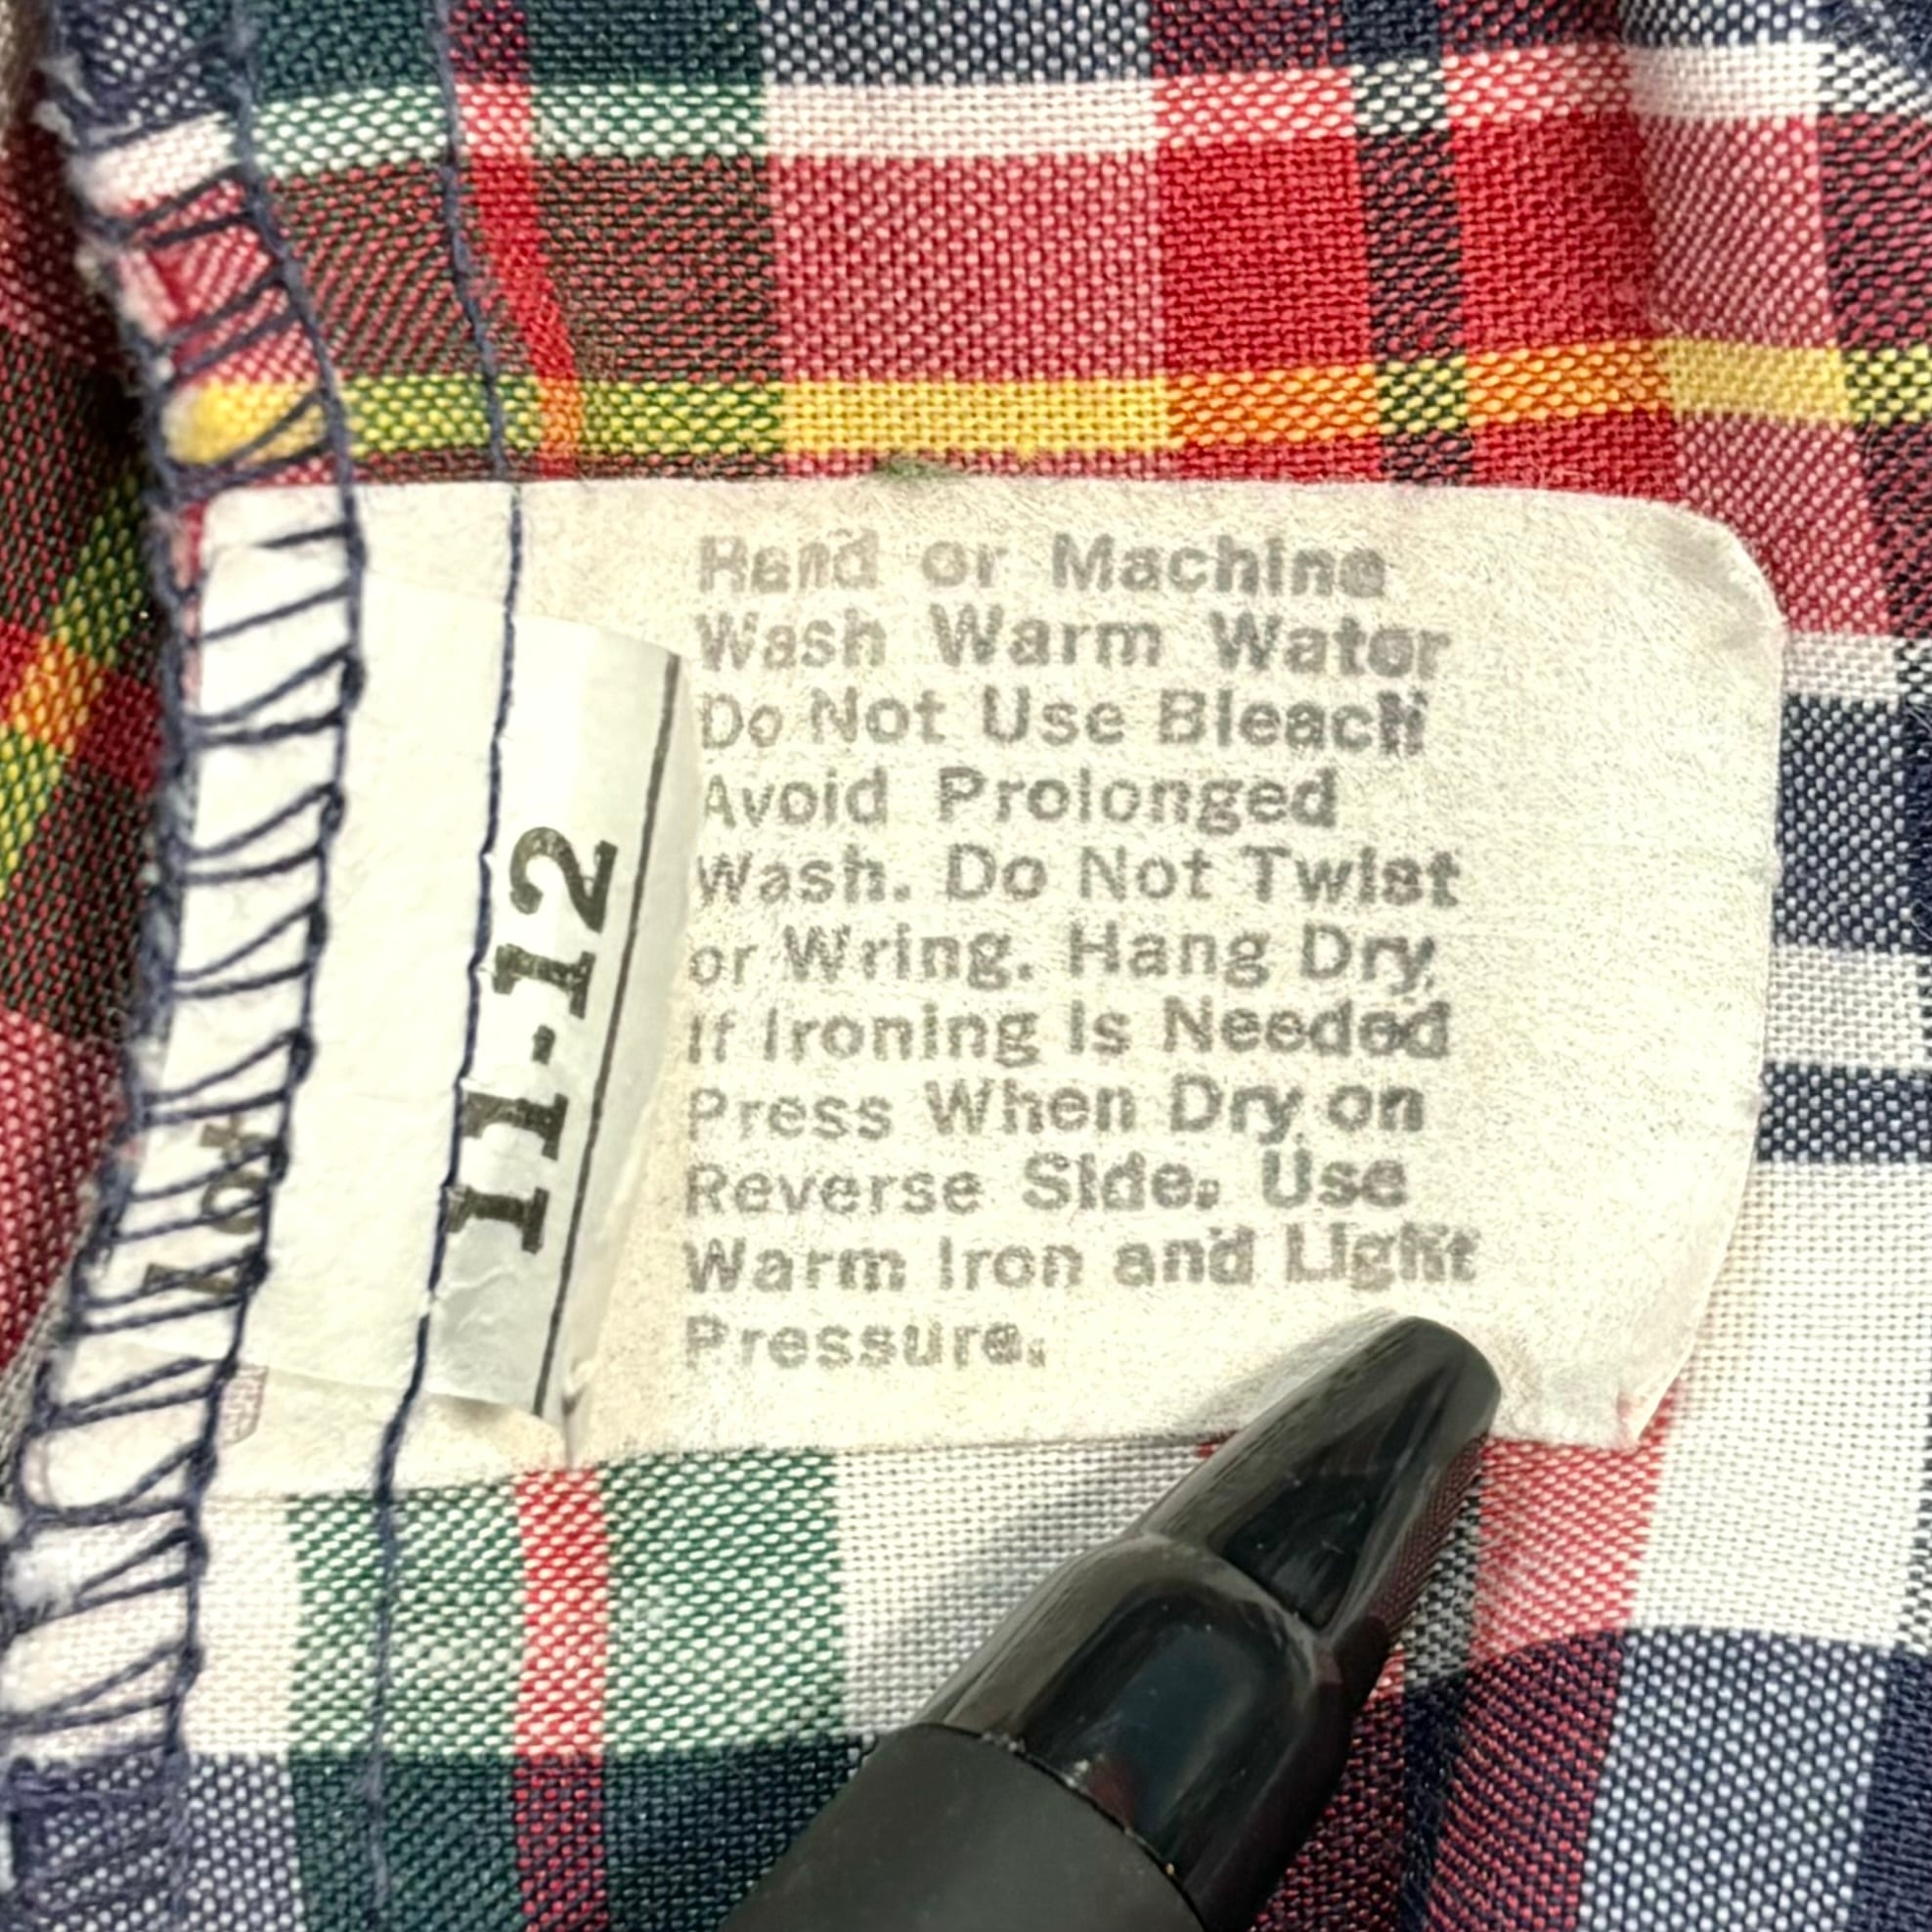 Hand or Machine
Wash Warm Water
Do Not Use Bleach
Avoid Prolonged
Wash. Do Not Twist
or Wring. Hang Dry,
If Ironing Is Needed
Press When Dry on
Reverse Side. Use
Warm Iron and Light
Pressure.
11-12
Lot